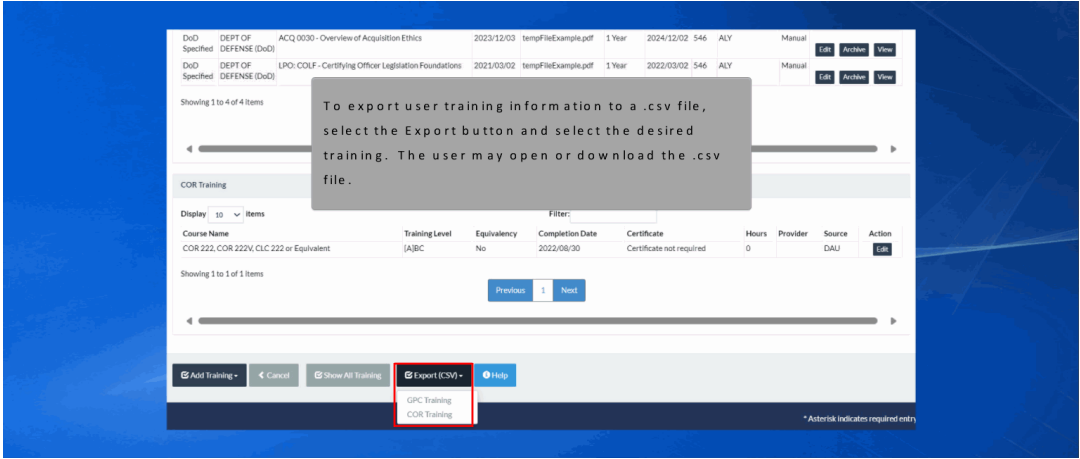 DoD DEPT OF ACQ 0030 - Overview of Acquisition Ethics 2023/12/03 tempFileExample.pdf 1 Year 2024/12/02 546 ALY Manual
Specified DEFENSE (DoD) Edit Archive View
DoD DEPT OF LPO: COLF - Certifying Officer Legislation Foundations 2021/03/02 tempFileExample.pdf 1 Year 2022/03/02 546 ALY Manual
Specified DEFENSE (DoD) Edit Archive View
Showing 1 to 4 of 4 items
To export user training information to a .csv file,
select the Export button and select the desired
training. The user may open or download the .csv
file.
COR Training
Display 10 items Filter:
Course Name Training Level Equivalency Completion Date Certificate Hours Provider Source Action
COR 222, COR 222V, CLC 222 or Equivalent [A]BC No 2022/08/30 Certificate not required 0 DAU Edit
Showing 1 to 1 of 1 items
Previous 1 Next
Add Training Cancel Show All Training Export (CSV) Help
GPC Training
COR Training
* Asterisk indicates required entry